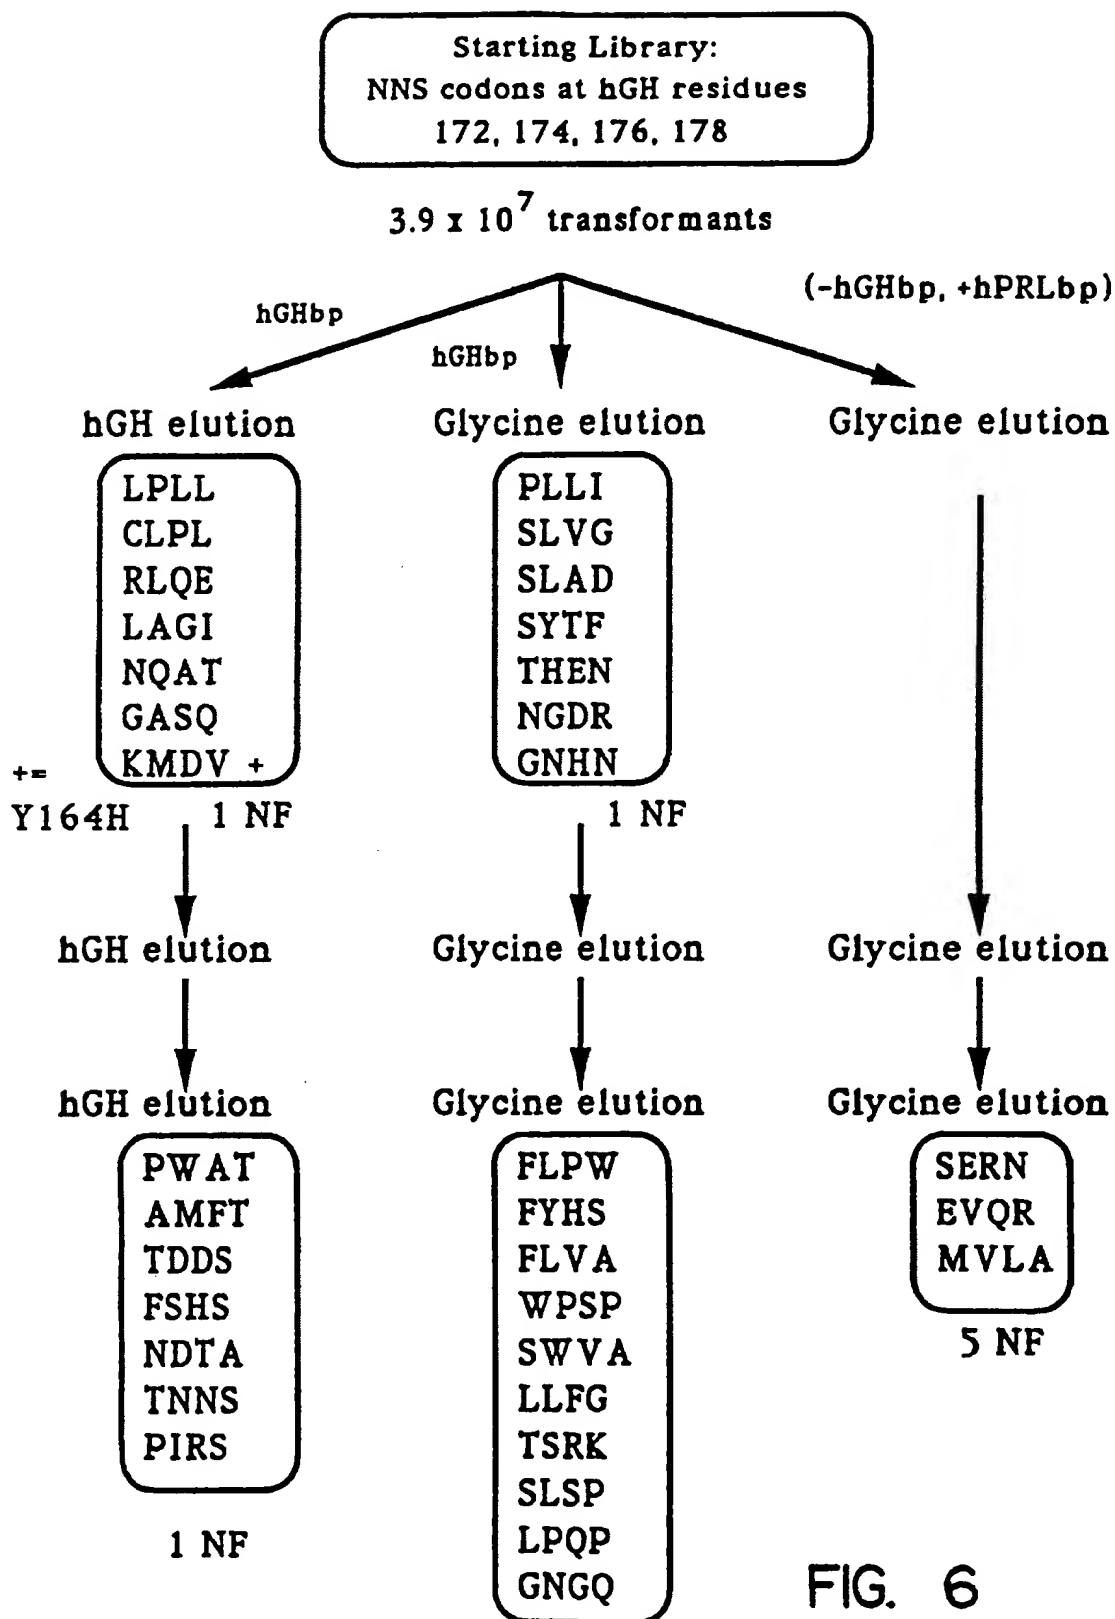 Starting Library:
NNS codons at hGH residues
172, 174, 176, 178
3.9 x 10^7 transformants
hGHbp
hGHbp
(-hGHbp, +hPRLbp)
hGH elution
LPLL
CLPL
RLQE
LAGI
NQAT
GASQ
KMDV +
+=
Y164H
1 NF
hGH elution
hGH elution
PWAT
AMFT
TDDS
FSHS
NDTA
TNNS
PIRS
1 NF
Glycine elution
PLLI
SLVG
SLAD
SYTF
THEN
NGDR
GNHN
1 NF
Glycine elution
Glycine elution
FLPW
FYHS
FLVA
WPSP
SWVA
LLFG
TSRK
SLSP
LPQP
GNGQ
Glycine elution
Glycine elution
Glycine elution
SERN
EVQR
MVLA
5 NF
FIG. 6